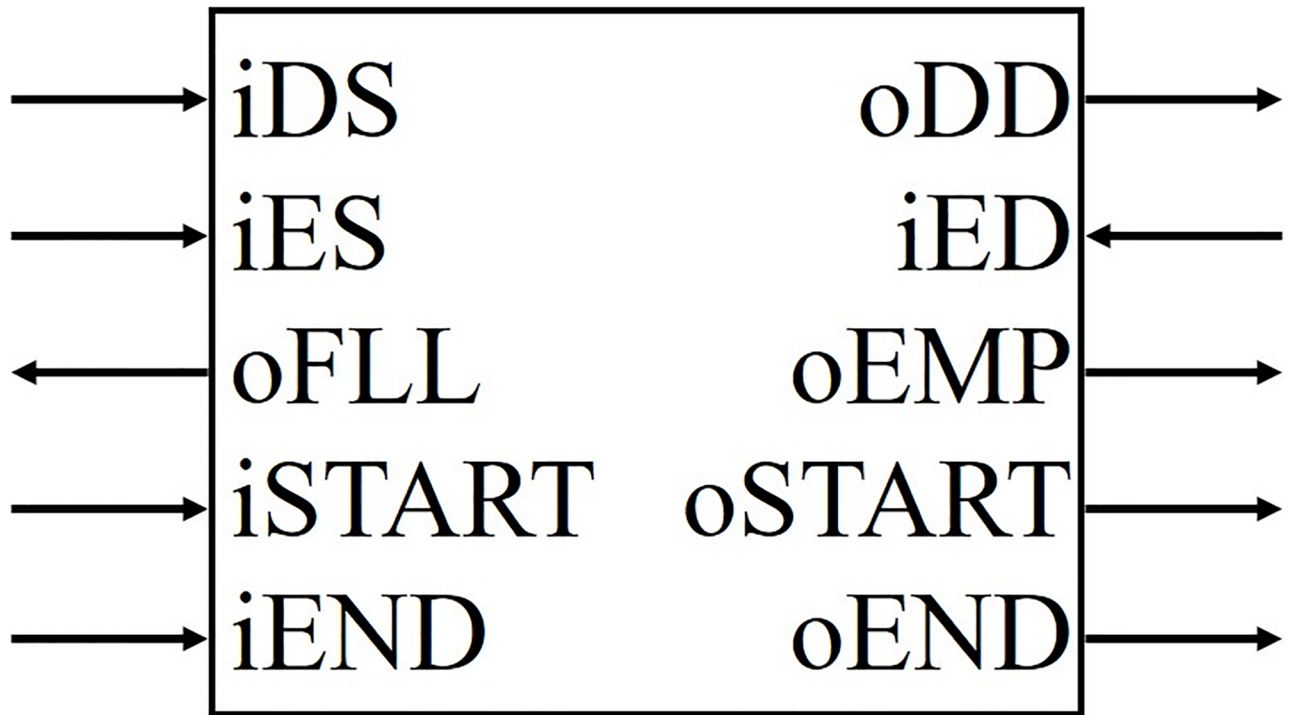 iDS oDD
iES iED
oFLL oEMP
iSTART oSTART
iEND oEND